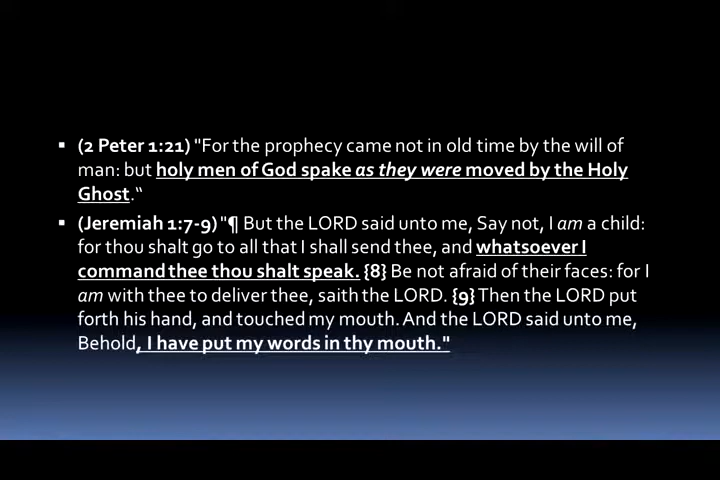 ▪ (2 Peter 1:21) "For the prophecy came not in old time by the will of
man: but holy men of God spake as they were moved by the Holy
Ghost.“
▪ (Jeremiah 1:7-9) "¶ But the LORD said unto me, Say not, I am a child:
for thou shalt go to all that I shall send thee, and whatsoever I
command thee thou shalt speak. {8} Be not afraid of their faces: for I
am with thee to deliver thee, saith the LORD. {9} Then the LORD put
forth his hand, and touched my mouth. And the LORD said unto me,
Behold, I have put my words in thy mouth."